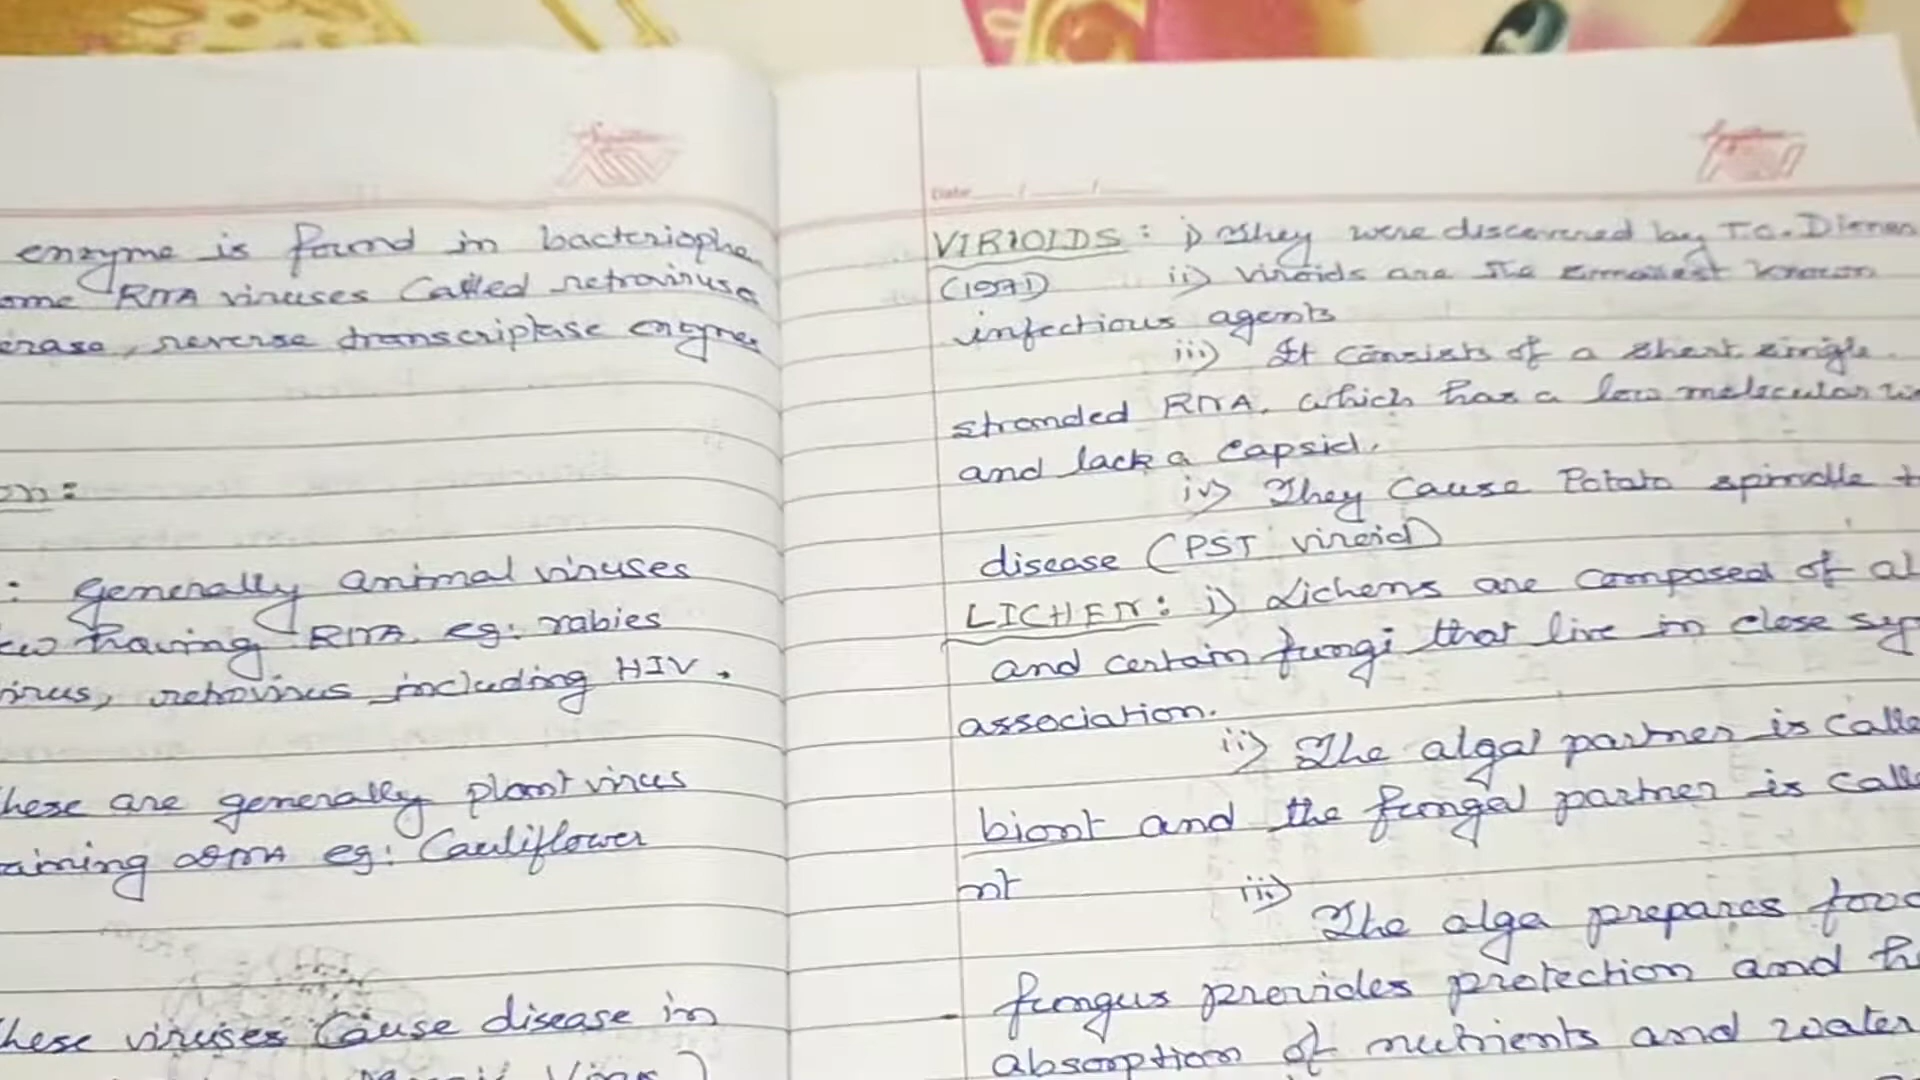 enzyme is found in bacteriopha
ome RNA viruses Called retroviruse
erase, reverse transcriptase enzymes
on:
: generally animal viruses
having RNA. eg: rabies
irus, retrovirus including HIV.
hese are generally plant virus
aining DNA eg: Cauliflower
hese viruses cause disease in
Date
VIRIOIDS: i) They were discovered by T.O. Diener
(1971) ii) Viroids are the smallest known
infectious agents
iii) It consists of a short single
stranded RNA, which has a low molecular
and lack a capsid.
iv) They cause Potato spindle t
disease (PST viroid)
LICHEN: i) Lichens are composed of al
and certain fungi that live in close sy
association.
ii) The algal partner is calle
biont and the fungal partner is calle
nt
iii) The alga prepares food
fungus provides protection and h
absorption of nutrients and water